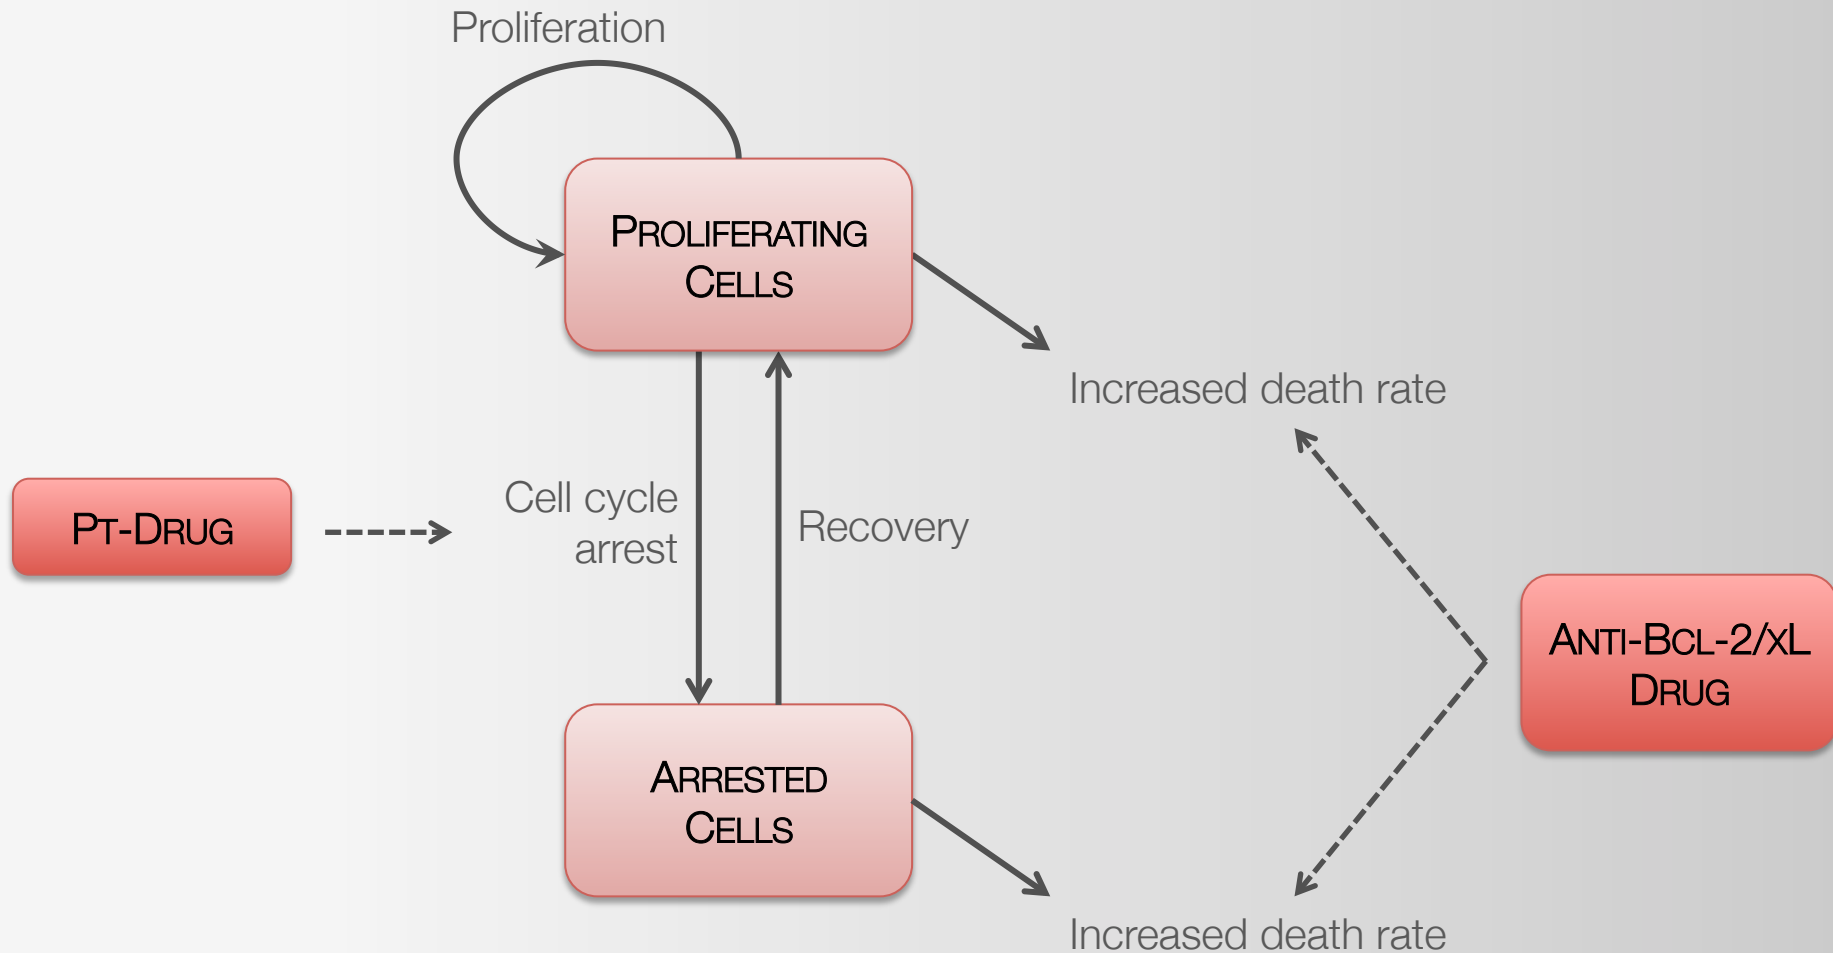 Proliferation
PROLIFERATING
CELLS
Increased death rate
Cell cycle
arrest
Recovery
PT-DRUG
ANTI-BCL-2/XL
DRUG
ARRESTED
CELLS
Increased death rate